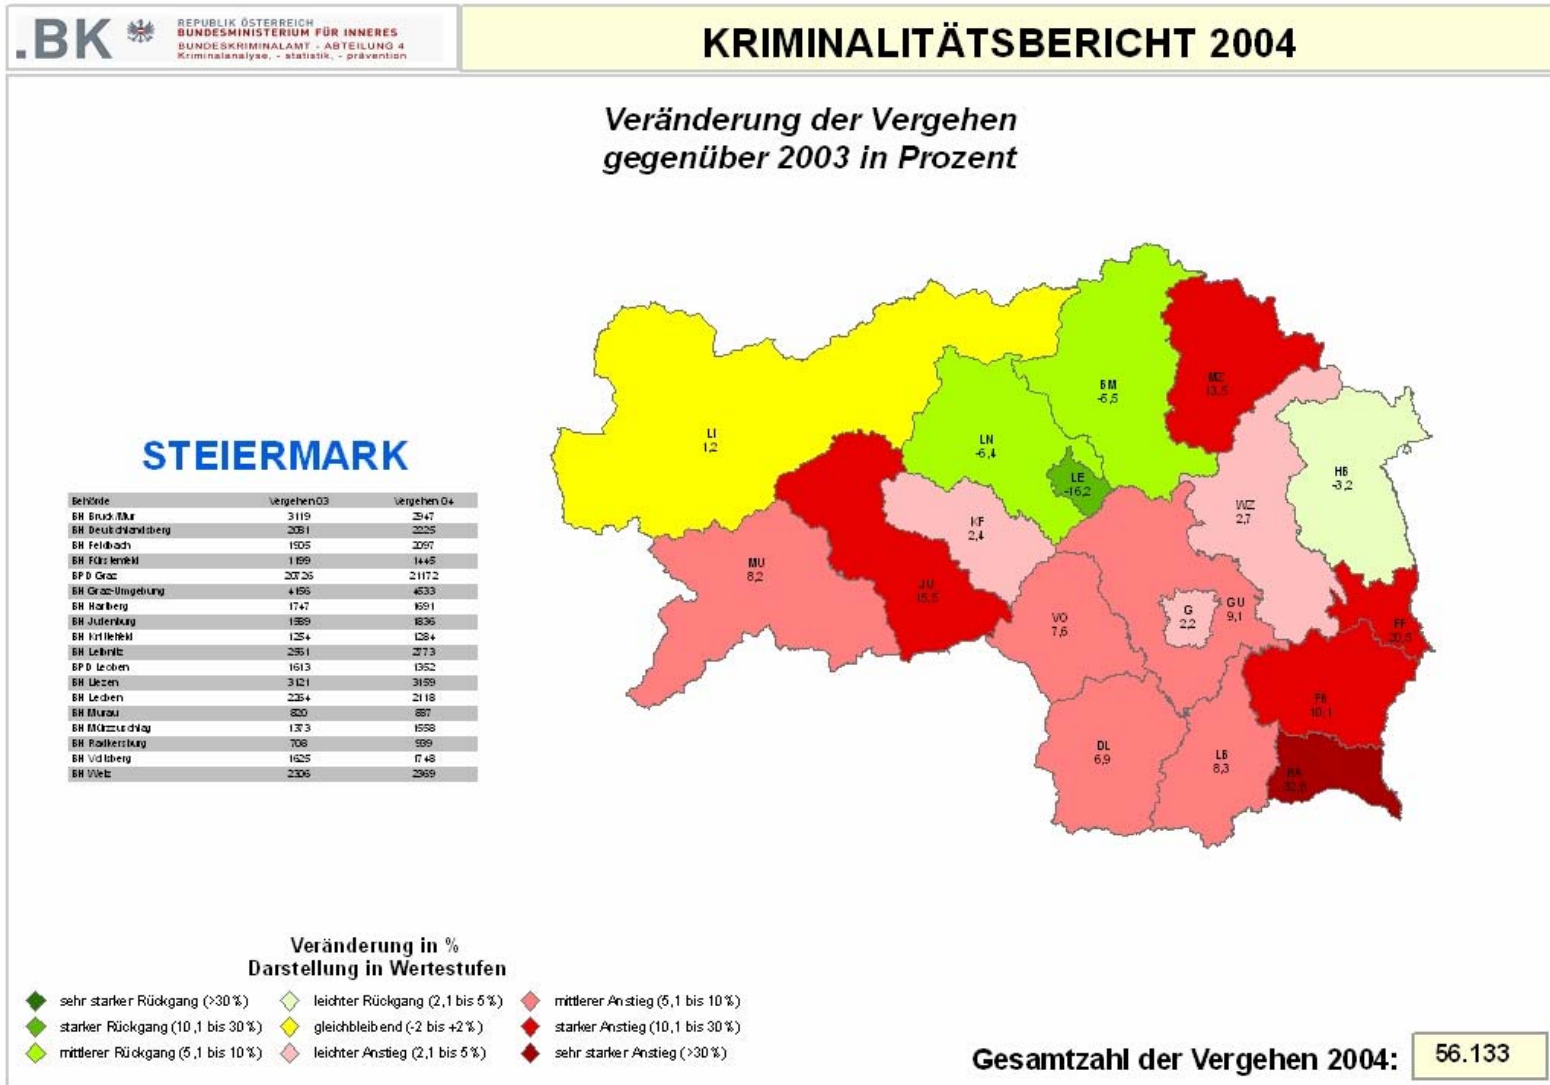 .BK
REPUBLIK ÖSTERREICH
BUNDESMINISTERIUM FÜR INNERES
BUNDESKRIMINALAMT - ABTEILUNG 4
Kriminalanalyse, - statistik, - prävention
KRIMINALITÄTSBERICHT 2004
Veränderung der Vergehen
gegenüber 2003 in Prozent
STEIERMARK
Behörde Vergehen 03 Vergehen 04
BH Bruck/Mur 3119 2947
BH Deutschlandsberg 2081 2225
BH Feldbach 1905 2097
BH Fürstenfeld 1199 1445
BPD Graz 20726 21172
BH Graz-Umgebung 4156 4533
BH Hartberg 1747 1691
BH Judenburg 1589 1836
BH Knittelfeld 1254 1284
BH Leibnitz 2561 2773
BPD Leoben 1613 1352
BH Liezen 3121 3159
BH Leoben 2264 2118
BH Murau 820 887
BH Mürzzuschlag 1373 1558
BH Radkersburg 708 939
BH Voitsberg 1625 1748
BH Weiz 2306 2369
BM
-5,5
MZ
13,5
LI
1,2
LN
-6,4
LE
-16,2
HB
-3,2
WZ
2,7
KF
2,4
MU
8,2
JU
15,5
VO
7,6
G
2,2
GU
9,1
FF
20,5
FB
10,1
DL
6,9
LB
8,3
RA
32,6
Veränderung in %
Darstellung in Wertestufen
sehr starker Rückgang (>30%) leichter Rückgang (2,1 bis 5%) mittlerer Anstieg (5,1 bis 10%)
starker Rückgang (10,1 bis 30%) gleichbleibend (-2 bis +2%) starker Anstieg (10,1 bis 30%)
mittlerer Rückgang (5,1 bis 10%) leichter Anstieg (2,1 bis 5%) sehr starker Anstieg (>30%)
Gesamtzahl der Vergehen 2004: 56.133